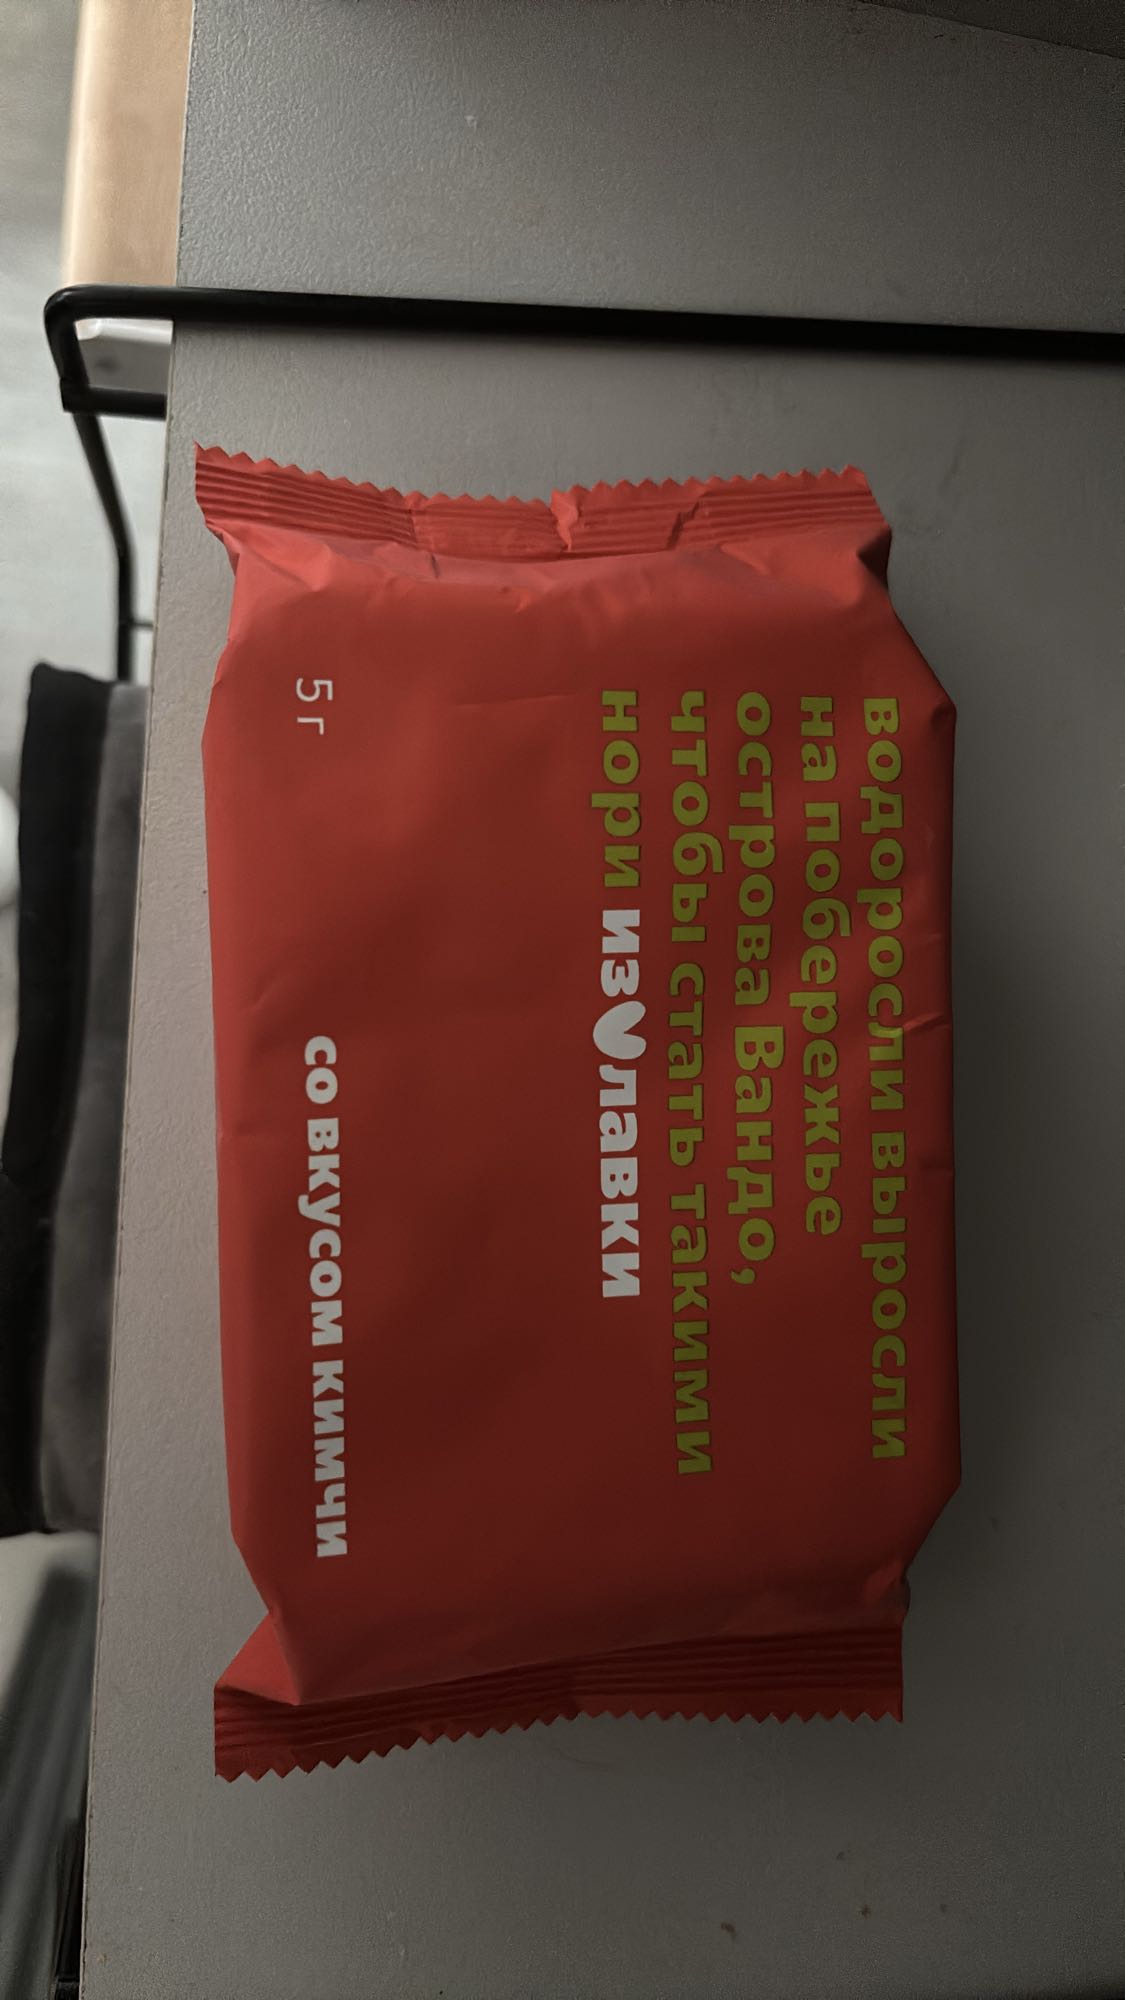 водоросли выросли
на побережье
острова Вандо,
чтобы стать такими
нори из лавки
5 г
со вкусом кимчи